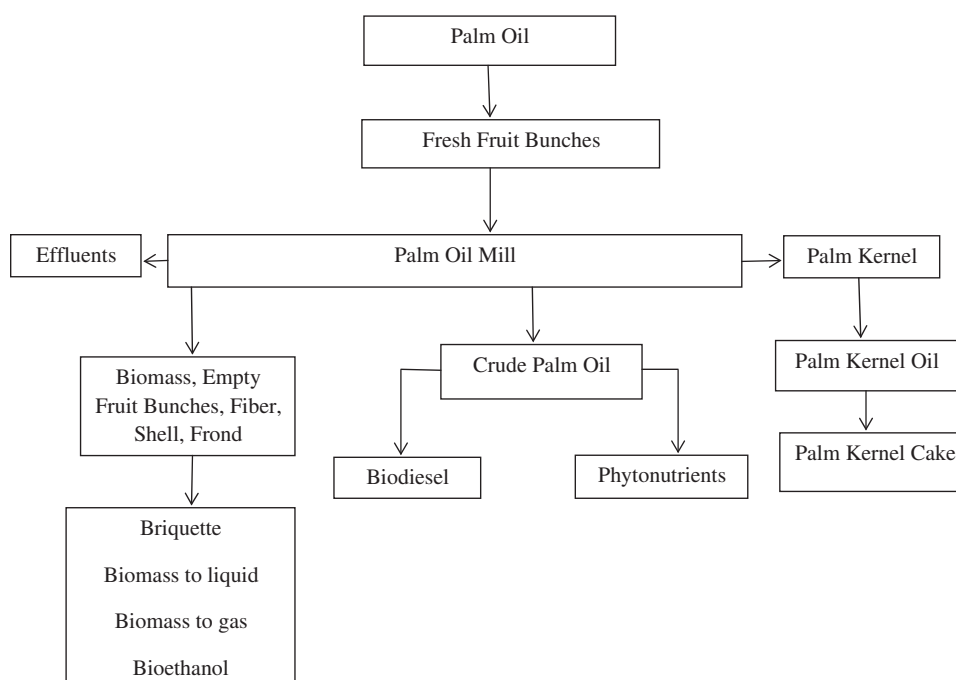 Palm Oil
Fresh Fruit Bunches
Effluents
Palm Oil Mill
Palm Kernel
Biomass, Empty
Fruit Bunches, Fiber,
Shell, Frond
Crude Palm Oil
Palm Kernel Oil
Biodiesel
Phytonutrients
Palm Kernel Cake
Briquette
Biomass to liquid
Biomass to gas
Bioethanol